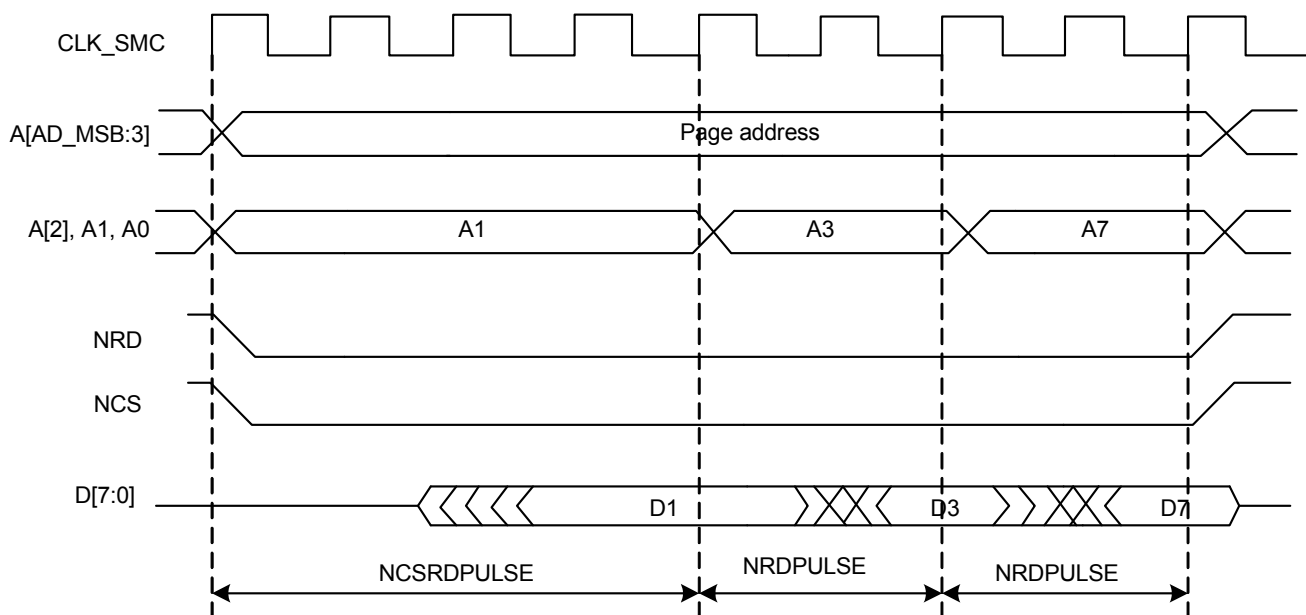 CLK_SMC
A[AD_MSB:3]
Page address
A[2], A1, A0
A1
A3
A7
NRD
NCS
D[7:0]
D1
D3
D7
NCSRDPULSE
NRDPULSE
NRDPULSE